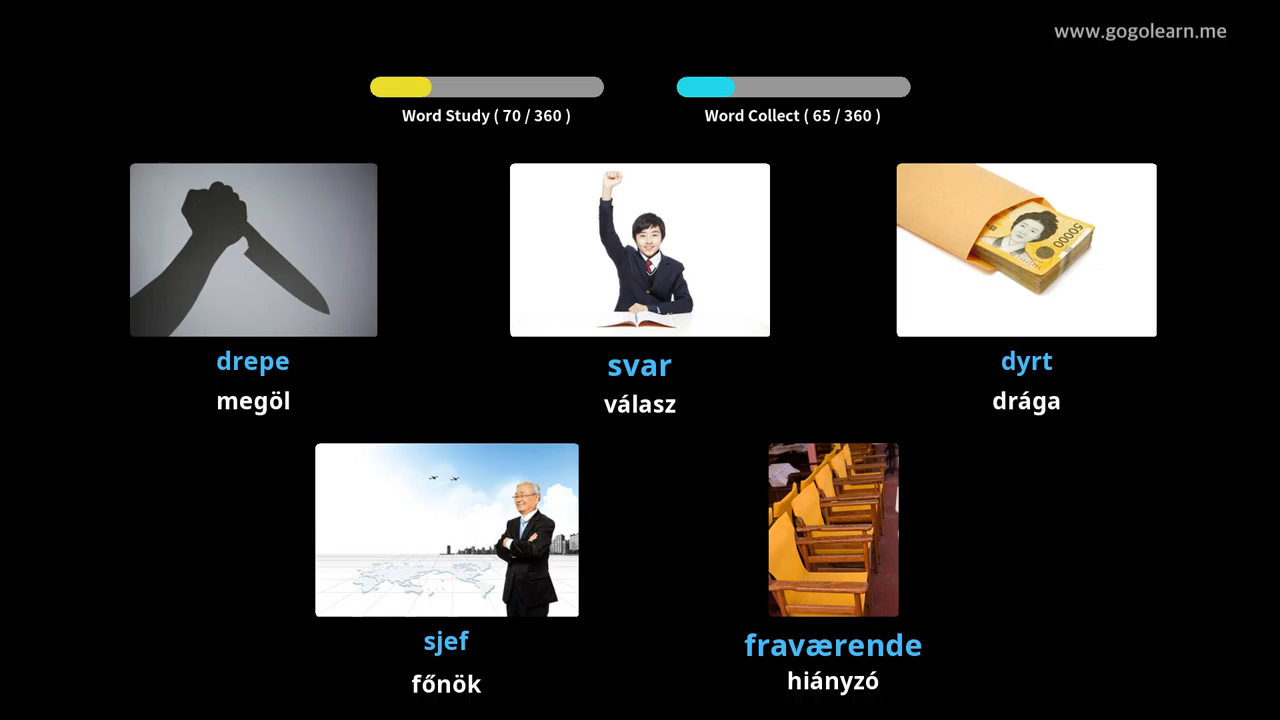 www.gogolearn.me
Word Study ( 70 / 360 )
Word Collect ( 65 / 360 )
50000
drepe
svar
dyrt
megöl
válasz
drága
sjef
fraværende
főnök
hiányzó